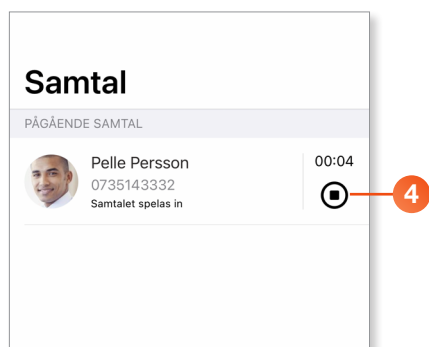 Samtal
PÅGÅENDE SAMTAL
Pelle Persson
00:04
0735143332
Samtalet spelas in
4